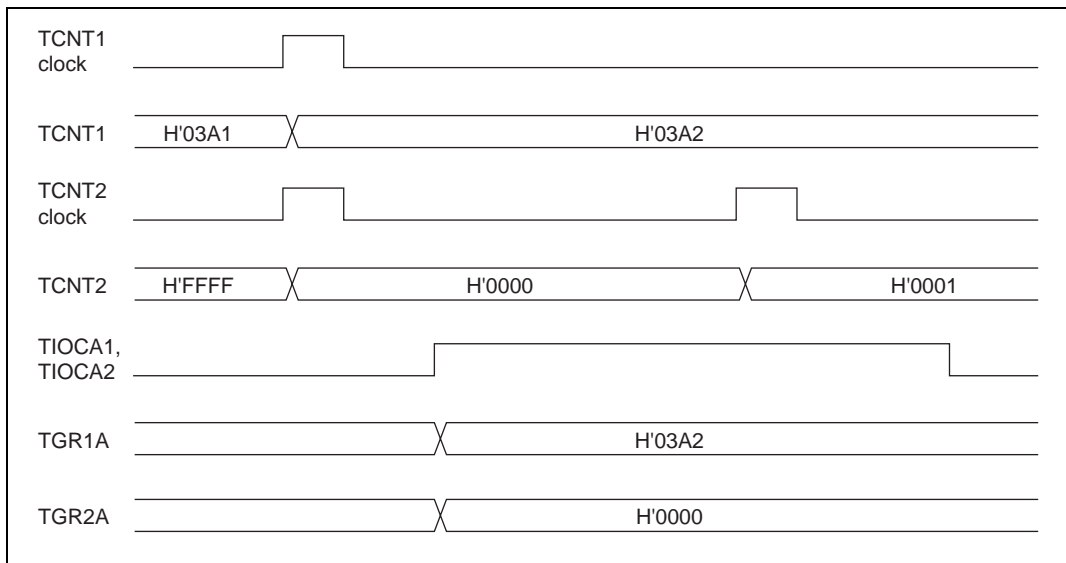 TCNT1
clock
TCNT1
H'03A1
H'03A2
TCNT2
clock
TCNT2
H'FFFF
H'0000
H'0001
TIOCA1,
TIOCA2
TGR1A
H'03A2
TGR2A
H'0000